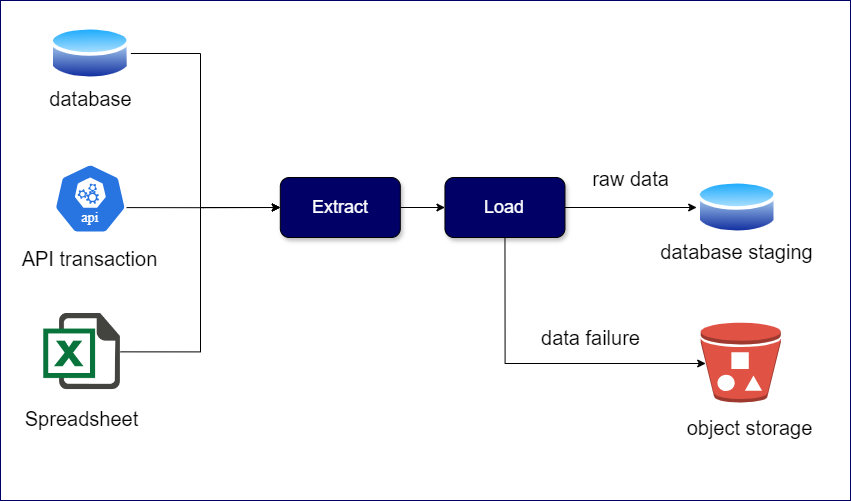 database
api
API transaction
X
Spreadsheet
Extract
Load
raw data
database staging
data failure
object storage